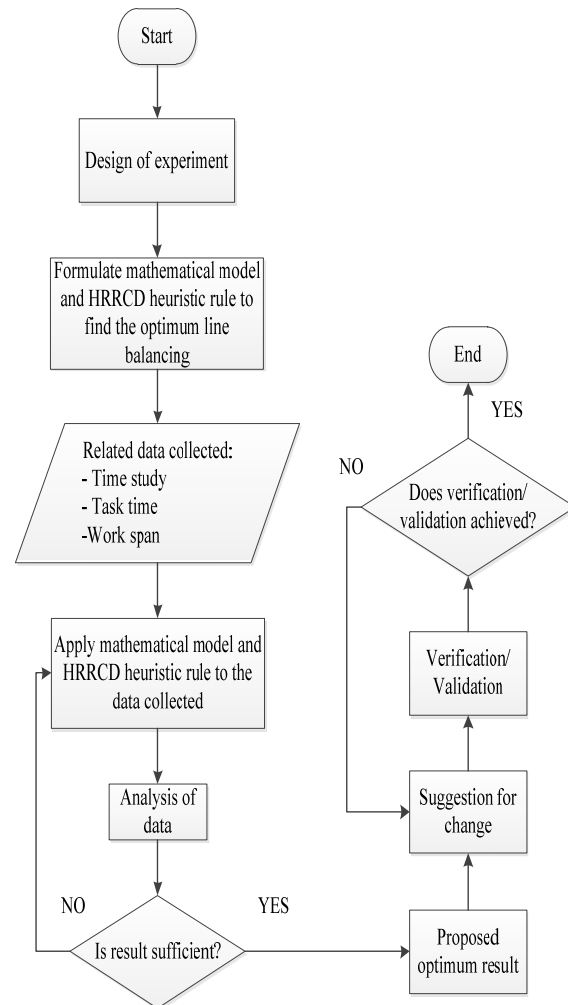 Start
Design of experiment
Formulate mathematical model
and HRRCD heuristic rule to
find the optimum line
balancing
Related data collected:
- Time study
- Task time
-Work span
Apply mathematical model and
HRRCD heuristic rule to the
data collected
Analysis of
data
NO
YES
Is result sufficient?
Proposed
optimum result
Suggestion for
change
Verification/
Validation
Does verification/
validation achieved?
NO
YES
End